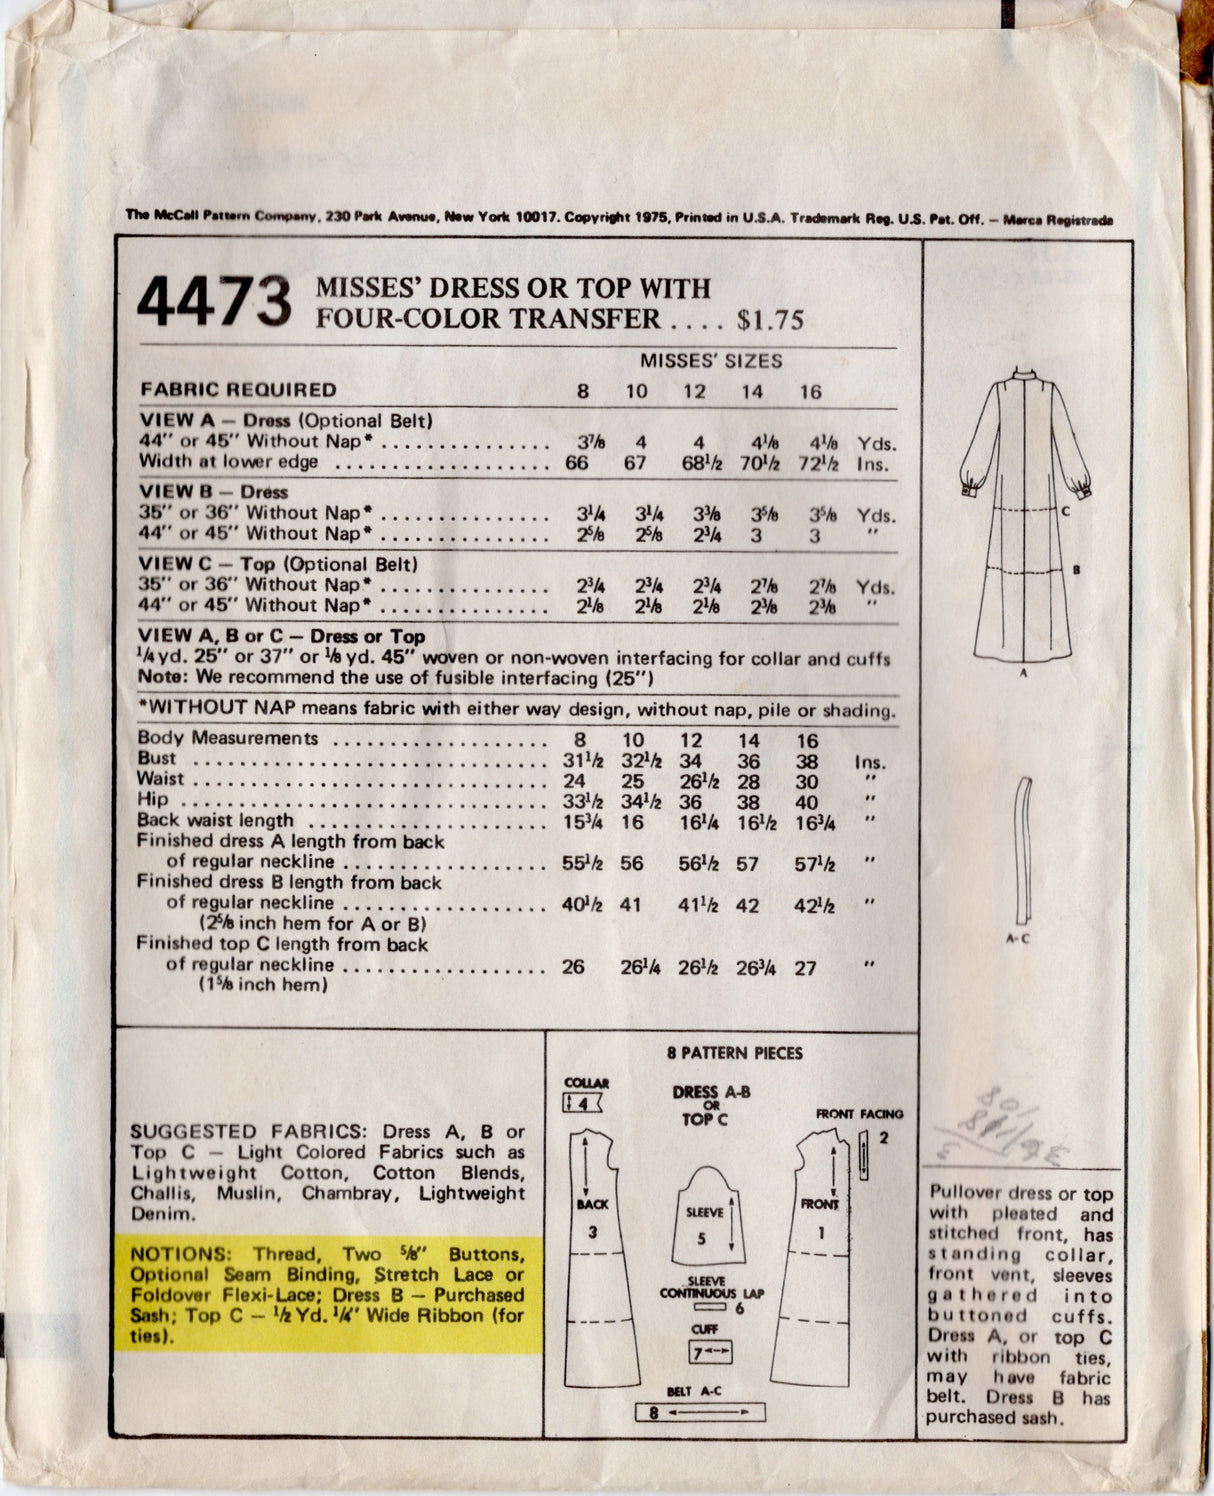 The McCall Pattern Company, 230 Park Avenue, New York 10017. Copyright 1975, Printed in U.S.A. Trademark Reg. U.S. Pat. Off. — Marca Registrada
4473 MISSES' DRESS OR TOP WITH
FOUR-COLOR TRANSFER .... $1.75
MISSES' SIZES
FABRIC REQUIRED 8 10 12 14 16
VIEW A — Dress (Optional Belt)
44" or 45" Without Nap* ............... 3⅞ 4 4 4⅛ 4⅛ Yds.
Width at lower edge .................. 66 67 68½ 70½ 72½ Ins.
VIEW B — Dress
35" or 36" Without Nap* ............... 3¼ 3¼ 3⅜ 3⅝ 3⅝ Yds.
44" or 45" Without Nap* ............... 2⅝ 2⅝ 2¾ 3 3 "
VIEW C — Top (Optional Belt)
35" or 36" Without Nap* ............... 2¾ 2¾ 2¾ 2⅞ 2⅞ Yds.
44" or 45" Without Nap* ............... 2⅛ 2⅛ 2⅛ 2⅜ 2⅜ "
VIEW A, B or C — Dress or Top
¼ yd. 25" or 37" or ⅛ yd. 45" woven or non-woven interfacing for collar and cuffs
Note: We recommend the use of fusible interfacing (25")
*WITHOUT NAP means fabric with either way design, without nap, pile or shading.
Body Measurements ................... 8 10 12 14 16
Bust ............................... 31½ 32½ 34 36 38 Ins.
Waist ............................... 24 25 26½ 28 30 "
Hip ................................ 33½ 34½ 36 38 40 "
Back waist length ..................... 15¾ 16 16¼ 16½ 16¾ "
Finished dress A length from back
of regular neckline .................. 55½ 56 56½ 57 57½ "
Finished dress B length from back
of regular neckline .................. 40½ 41 41½ 42 42½ "
(2⅝ inch hem for A or B)
Finished top C length from back
of regular neckline .................. 26 26¼ 26½ 26¾ 27 "
(1⅝ inch hem)
C
B
A
A-C
SUGGESTED FABRICS: Dress A, B or
Top C — Light Colored Fabrics such as
Lightweight Cotton, Cotton Blends,
Challis, Muslin, Chambray, Lightweight
Denim.
NOTIONS: Thread, Two ⅝" Buttons,
Optional Seam Binding, Stretch Lace or
Foldover Flexi-Lace; Dress B — Purchased
Sash; Top C — ½ Yd. ¼" Wide Ribbon (for
ties).
8 PATTERN PIECES
COLLAR
4
DRESS A-B
OR
TOP C
FRONT FACING
2
BACK
3
SLEEVE
5
FRONT
1
SLEEVE
CONTINUOUS LAP
6
CUFF
7
BELT A-C
8
Pullover dress or top
with pleated and
stitched front, has
standing collar,
front vent, sleeves
gathered into
buttoned cuffs.
Dress A, or top C
with ribbon ties,
may have fabric
belt. Dress B has
purchased sash.